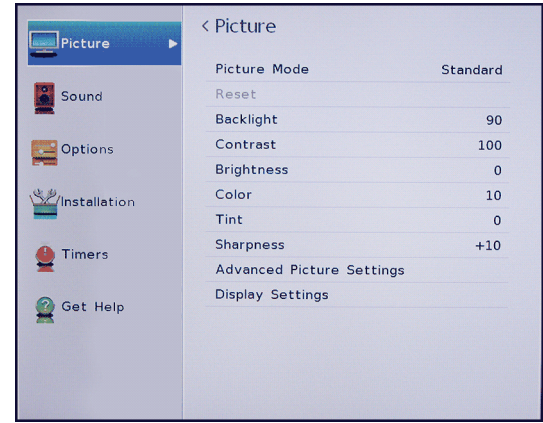 Picture
Sound
Options
Installation
Timers
Get Help
< Picture
Picture Mode Standard
Reset
Backlight 90
Contrast 100
Brightness 0
Color 10
Tint 0
Sharpness +10
Advanced Picture Settings
Display Settings